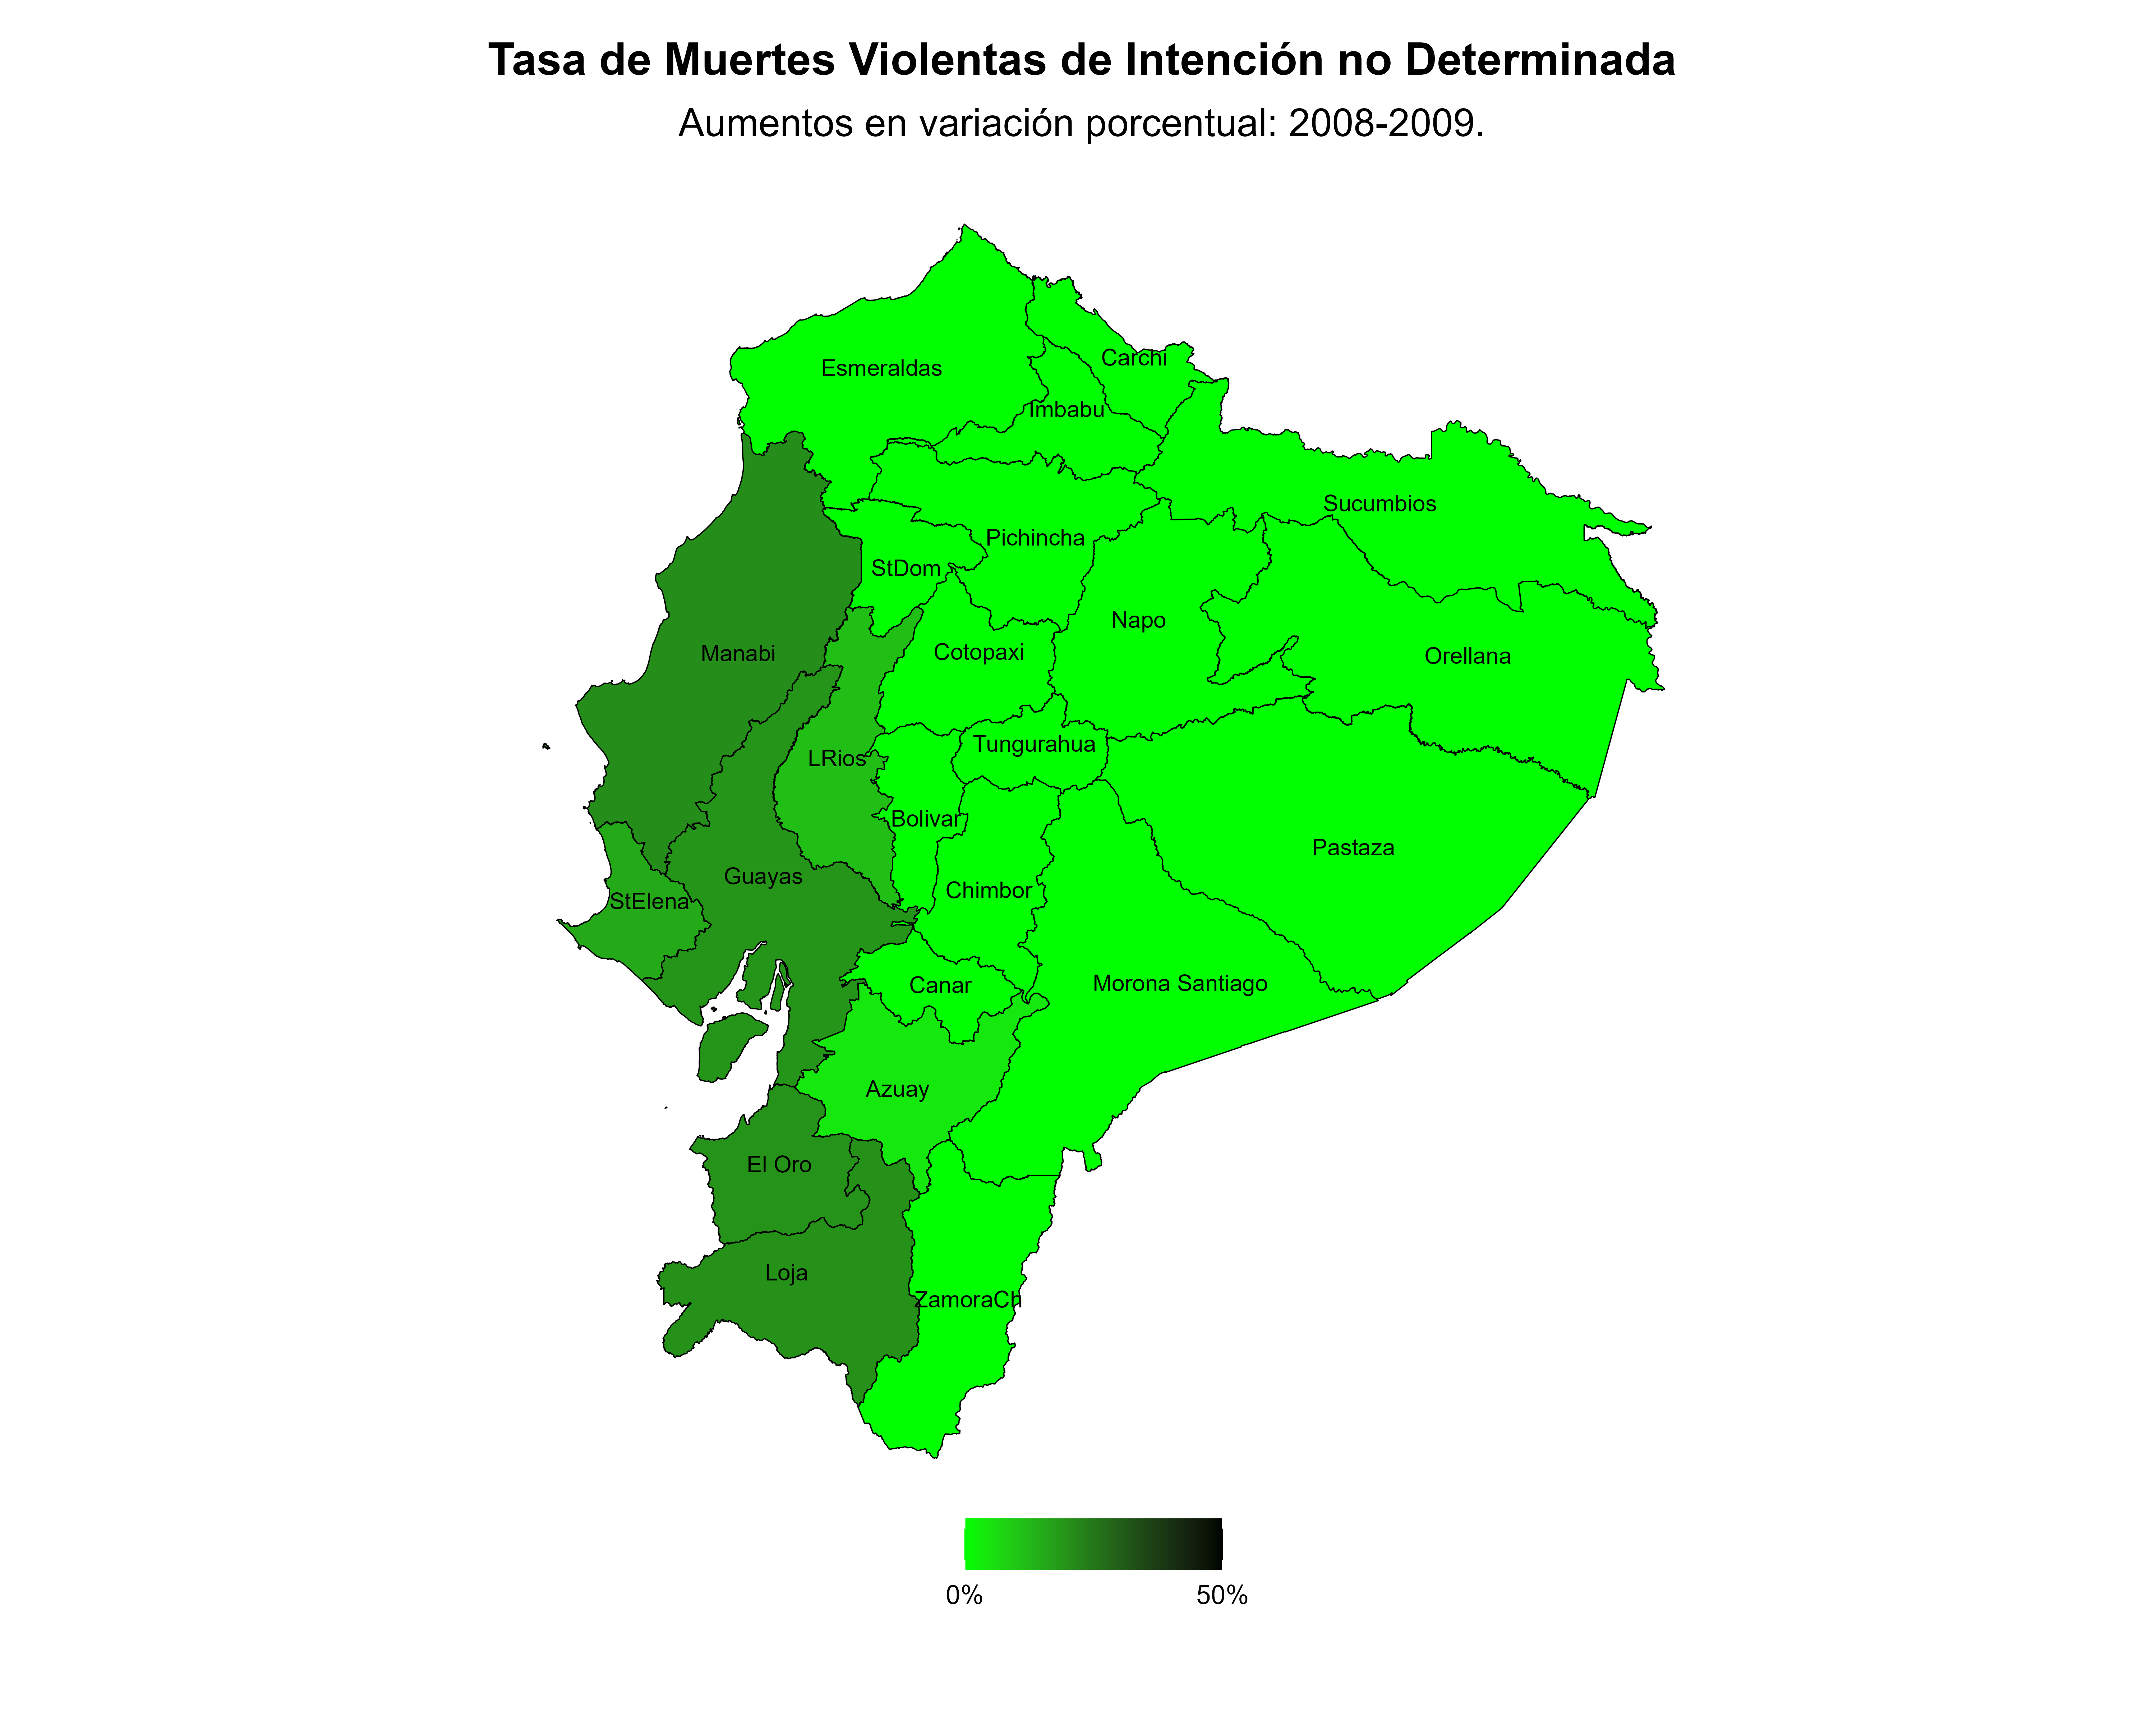 Tasa de Muertes Violentas de Intención no Determinada
Aumentos en variación porcentual: 2008-2009.
Carchi
Esmeraldas
Imbabu
Sucumbios
Pichincha
StDom
Napo
Cotopaxi
Manabi
Orellana
Tungurahua
LRios
Bolivar
Pastaza
Guayas
Chimbor
StElena
Morona Santiago
Canar
Azuay
El Oro
Loja
ZamoraCh
0% 50%